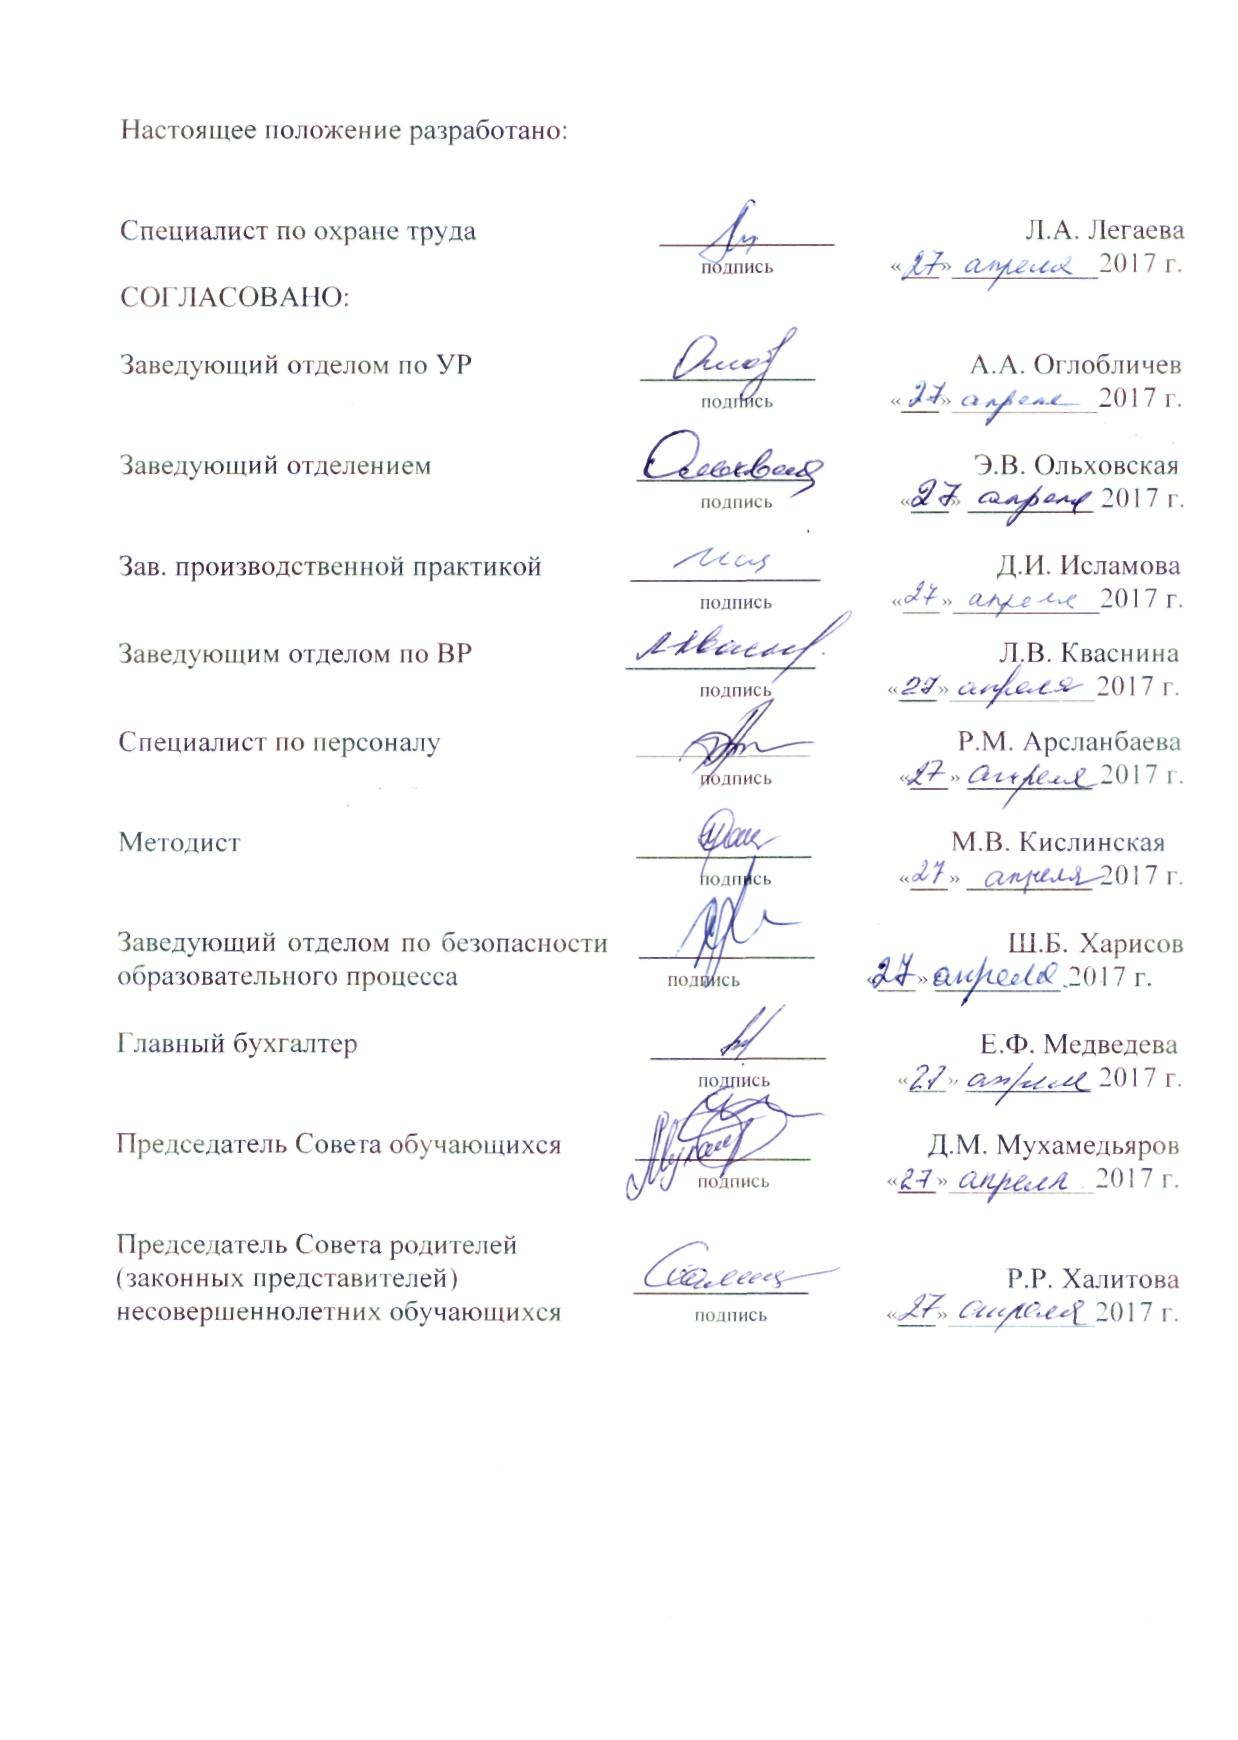 Настоящее положение разработано:
Специалист по охране труда Л.А. Легаева
подпись «27» апреля 2017 г.
СОГЛАСОВАНО:
Заведующий отделом по УР А.А. Оглобличев
подпись «27» апреля 2017 г.
Заведующий отделением Э.В. Ольховская
подпись «27» апреля 2017 г.
Зав. производственной практикой Д.И. Исламова
подпись «27» апреля 2017 г.
Заведующим отделом по ВР Л.В. Кваснина
подпись «27» апреля 2017 г.
Специалист по персоналу Р.М. Арсланбаева
подпись «27» апреля 2017 г.
Методист М.В. Кислинская
подпись «27» апреля 2017 г.
Заведующий отделом по безопасности Ш.Б. Харисов
образовательного процесса подпись «27» апреля 2017 г.
Главный бухгалтер Е.Ф. Медведева
подпись «27» апреля 2017 г.
Председатель Совета обучающихся Д.М. Мухамедьяров
подпись «27» апреля 2017 г.
Председатель Совета родителей
(законных представителей) Р.Р. Халитова
несовершеннолетних обучающихся подпись «27» апреля 2017 г.